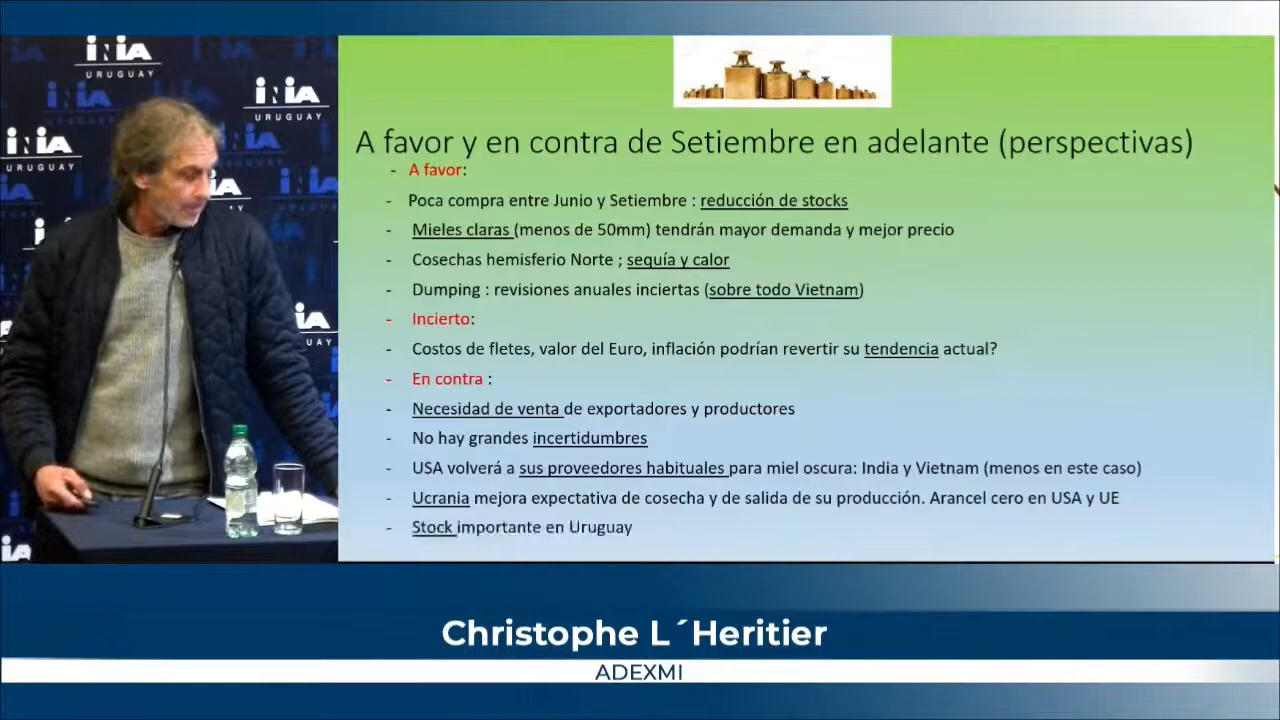 INIA
URUGUAY
INIA
INIA
URUGUAY
INIA
URUGUAY
A favor y en contra de Setiembre en adelante (perspectivas)
- A favor:
- Poca compra entre Junio y Setiembre : reducción de stocks
- Mieles claras (menos de 50mm) tendrán mayor demanda y mejor precio
- Cosechas hemisferio Norte ; sequía y calor
- Dumping : revisiones anuales inciertas (sobre todo Vietnam)
- Incierto:
- Costos de fletes, valor del Euro, inflación podrían revertir su tendencia actual?
- En contra :
- Necesidad de venta de exportadores y productores
- No hay grandes incertidumbres
- USA volverá a sus proveedores habituales para miel oscura: India y Vietnam (menos en este caso)
- Ucrania mejora expectativa de cosecha y de salida de su producción. Arancel cero en USA y UE
- Stock importante en Uruguay
Christophe L´Heritier
ADEXMI